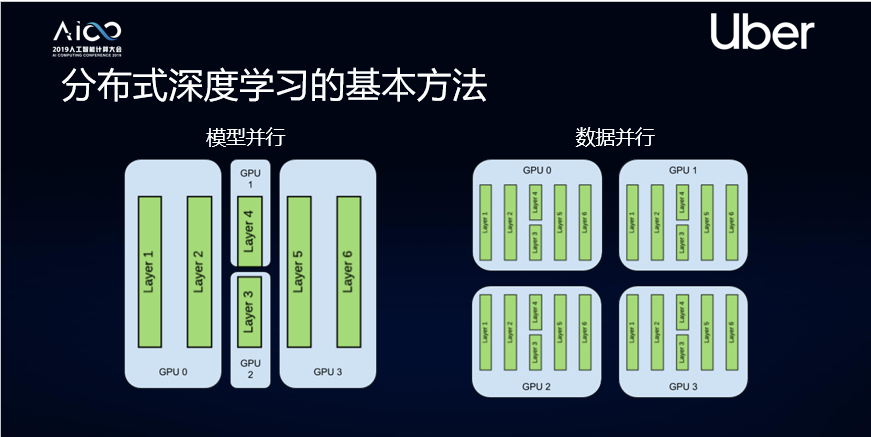 Aico
2019人工智能计算大会
AI COMPUTING CONFERENCE 2019
Uber
分布式深度学习的基本方法
模型并行
数据并行
Layer 1
Layer 2
GPU 0
GPU
1
Layer 4
Layer 3
GPU
2
Layer 5
Layer 6
GPU 3
GPU 0
Layer 1
Layer 2
Layer 4
Layer 3
Layer 5
Layer 6
GPU 1
Layer 1
Layer 2
Layer 4
Layer 3
Layer 5
Layer 6
Layer 1
Layer 2
Layer 4
Layer 3
Layer 5
Layer 6
GPU 2
Layer 1
Layer 2
Layer 4
Layer 3
Layer 5
Layer 6
GPU 3